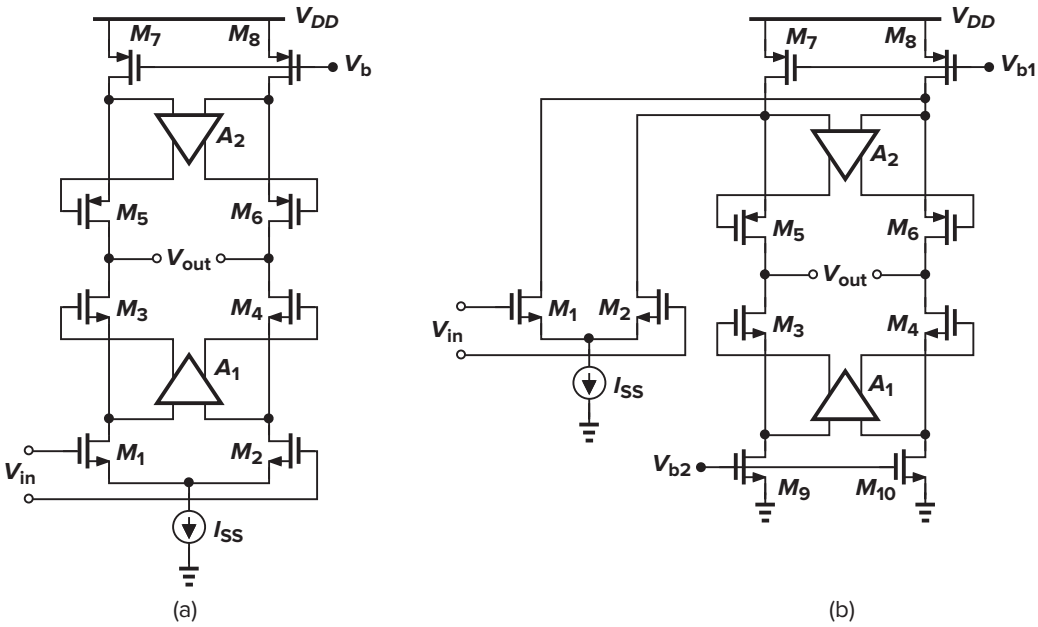 V_DD
M_7
M_8
V_b
A_2
M_5
M_6
V_out
M_3
M_4
A_1
V_in
M_1
M_2
I_SS
(a)
V_DD
M_7
M_8
V_b1
A_2
M_5
M_6
V_in
M_1
M_2
V_out
M_3
M_4
I_SS
A_1
V_b2
M_9
M_10
(b)